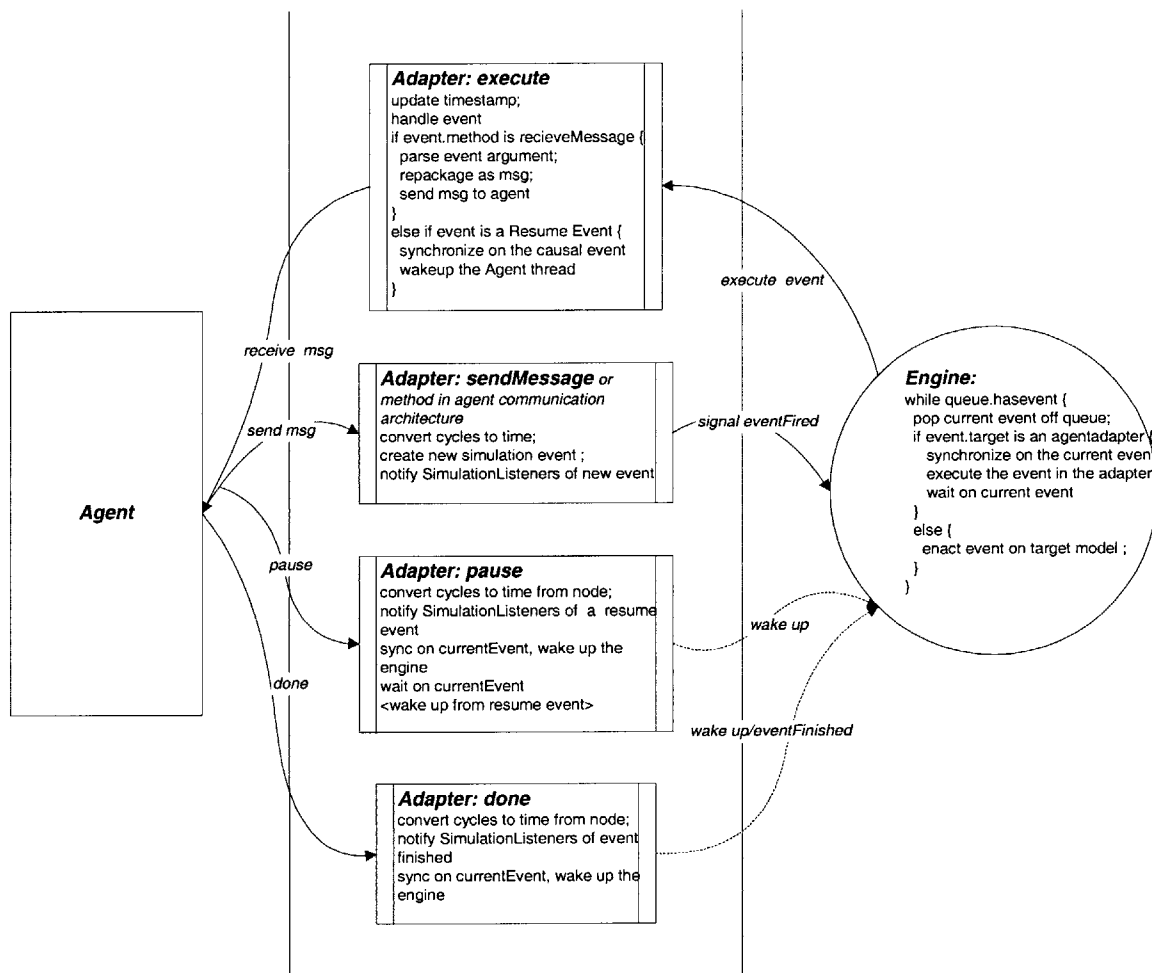 Adapter: execute
update timestamp;
handle event
if event.method is recieveMessage {
parse event argument;
repackage as msg;
send msg to agent
}
else if event is a Resume Event {
synchronize on the causal event
wakeup the Agent thread
}
execute event
receive msg
Adapter: sendMessage or
method in agent communication
architecture
convert cycles to time;
create new simulation event ;
notify SimulationListeners of new event
send msg
signal eventFired
Engine:
while queue.hasevent {
pop current event off queue;
if event.target is an agentadapter {
synchronize on the current even
execute the event in the adapter
wait on current event
}
else {
enact event on target model ;
}
}
Agent
pause
Adapter: pause
convert cycles to time from node;
notify SimulationListeners of a resume
event
sync on currentEvent, wake up the
engine
wait on currentEvent
<wake up from resume event>
wake up
done
wake up/eventFinished
Adapter: done
convert cycles to time from node;
notify SimulationListeners of event
finished
sync on currentEvent, wake up the
engine